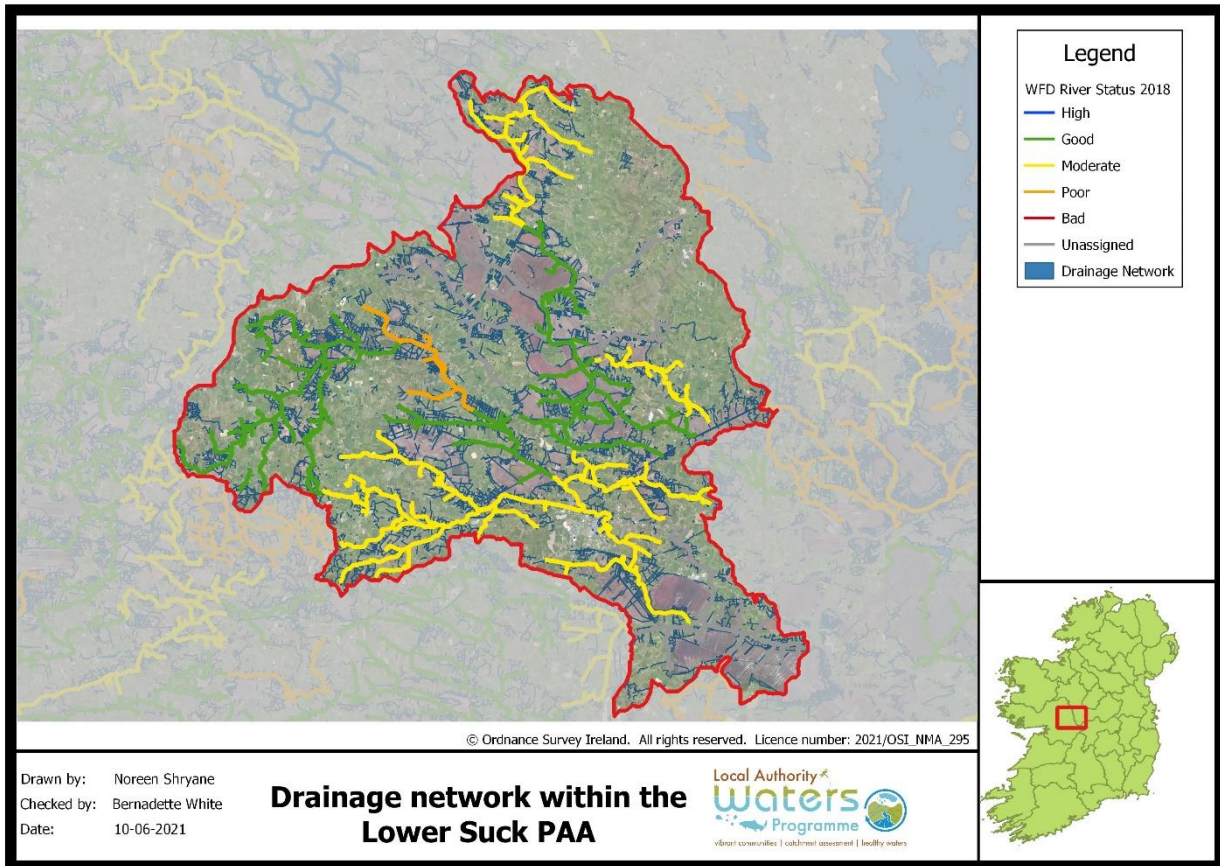 Legend
WFD River Status 2018
High
Good
Moderate
Poor
Bad
Unassigned
Drainage Network
© Ordnance Survey Ireland. All rights reserved. Licence number: 2021/OSI_NMA_295
Drawn by: Noreen Shryane
Checked by: Bernadette White
Date: 10-06-2021
Drainage network within the
Lower Suck PAA
Local Authority
Waters
Programme
vibrant communities | catchment assessment | healthy waters